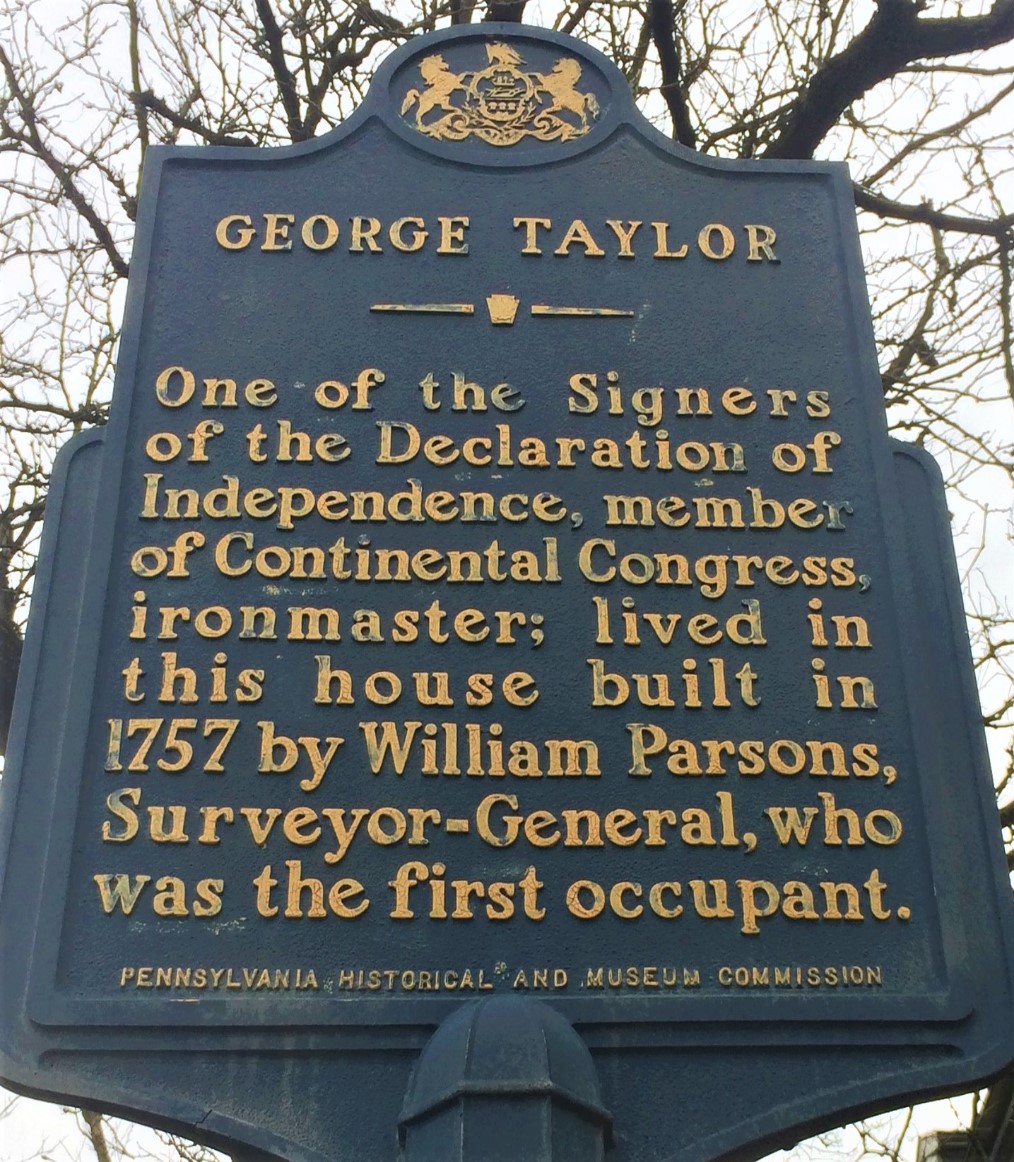 GEORGE TAYLOR
One of the Signers
of the Declaration of
Independence, member
of Continental Congress,
ironmaster; lived in
this house built in
1757 by William Parsons,
Surveyor-General, who
was the first occupant.
PENNSYLVANIA HISTORICAL AND MUSEUM COMMISSION